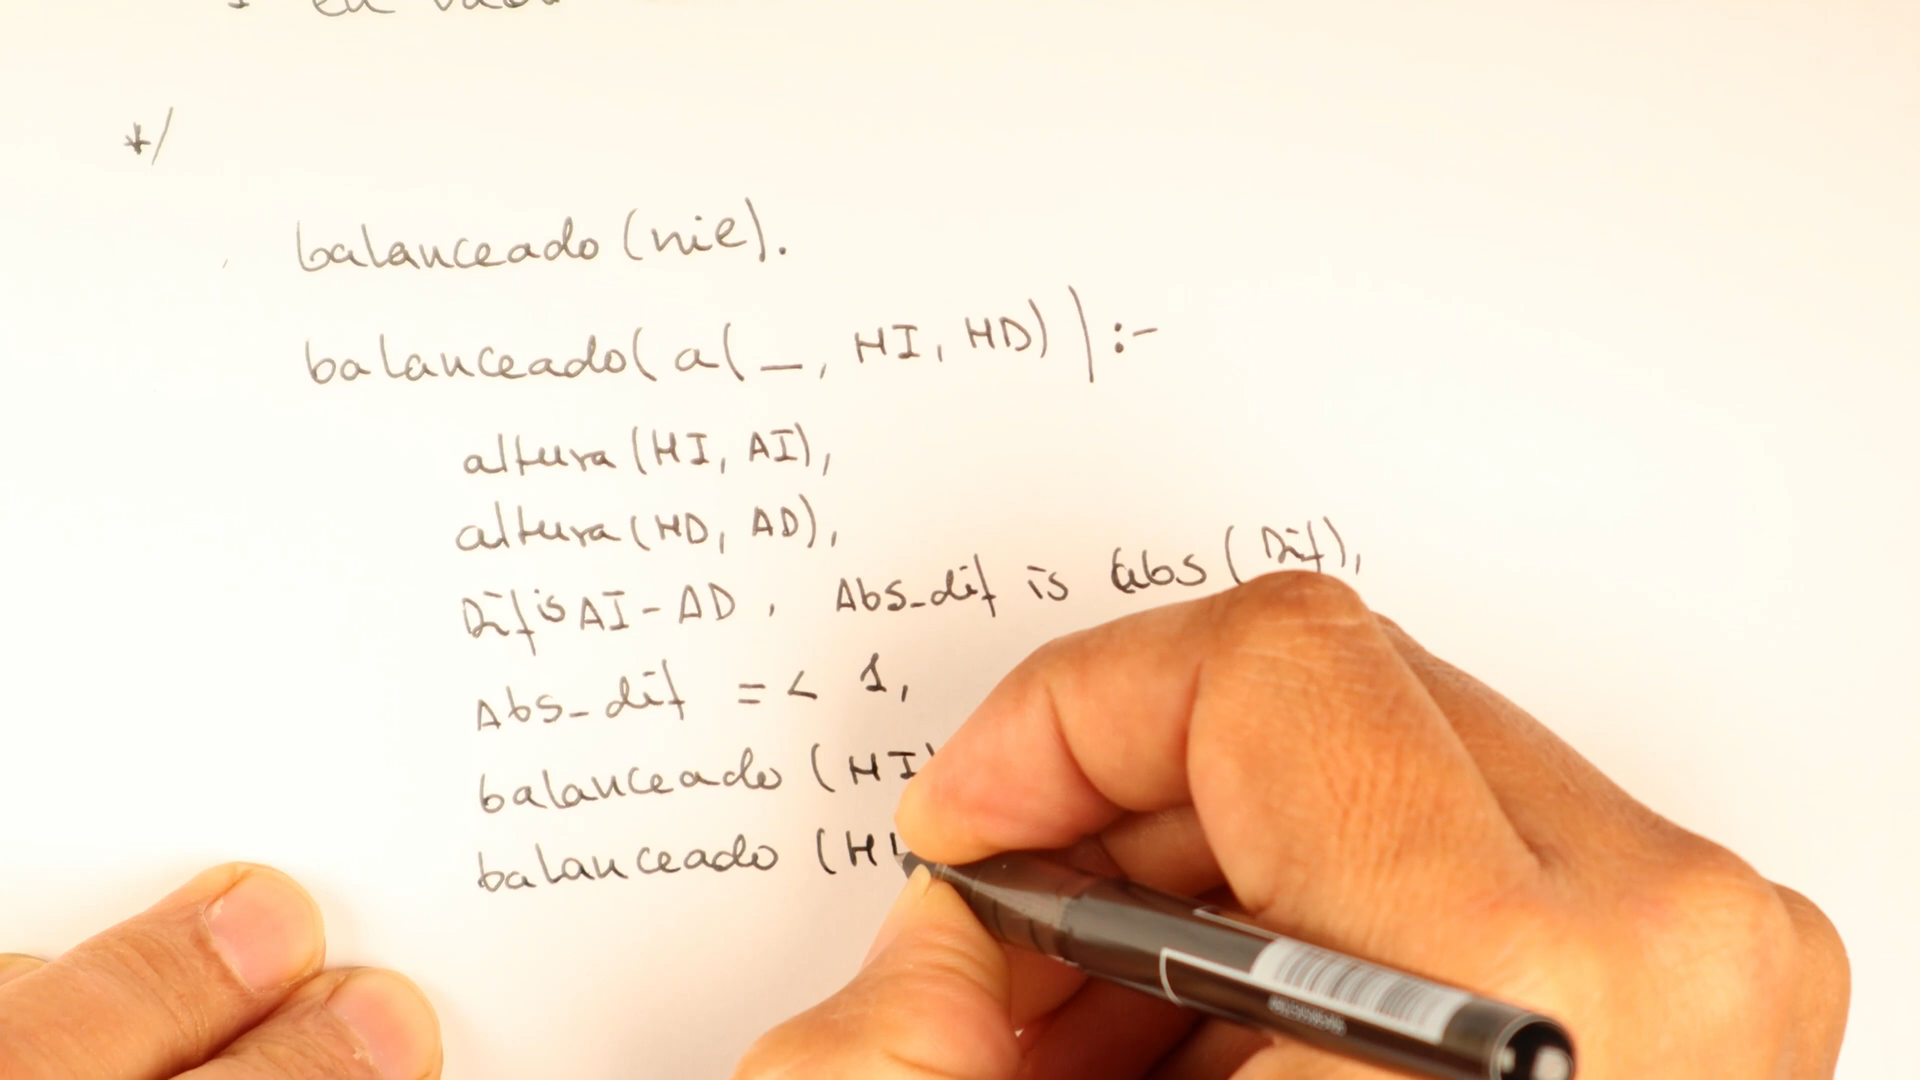 */
balanceado (nie).
balanceado( a( _, HI, HD) ) :-
altura (HI, AI),
altura (HD, AD),
Dif is AI - AD , Abs_dif is abs ( Dif),
Abs_dif =< 1,
balanceado (HI)
balanceado (H